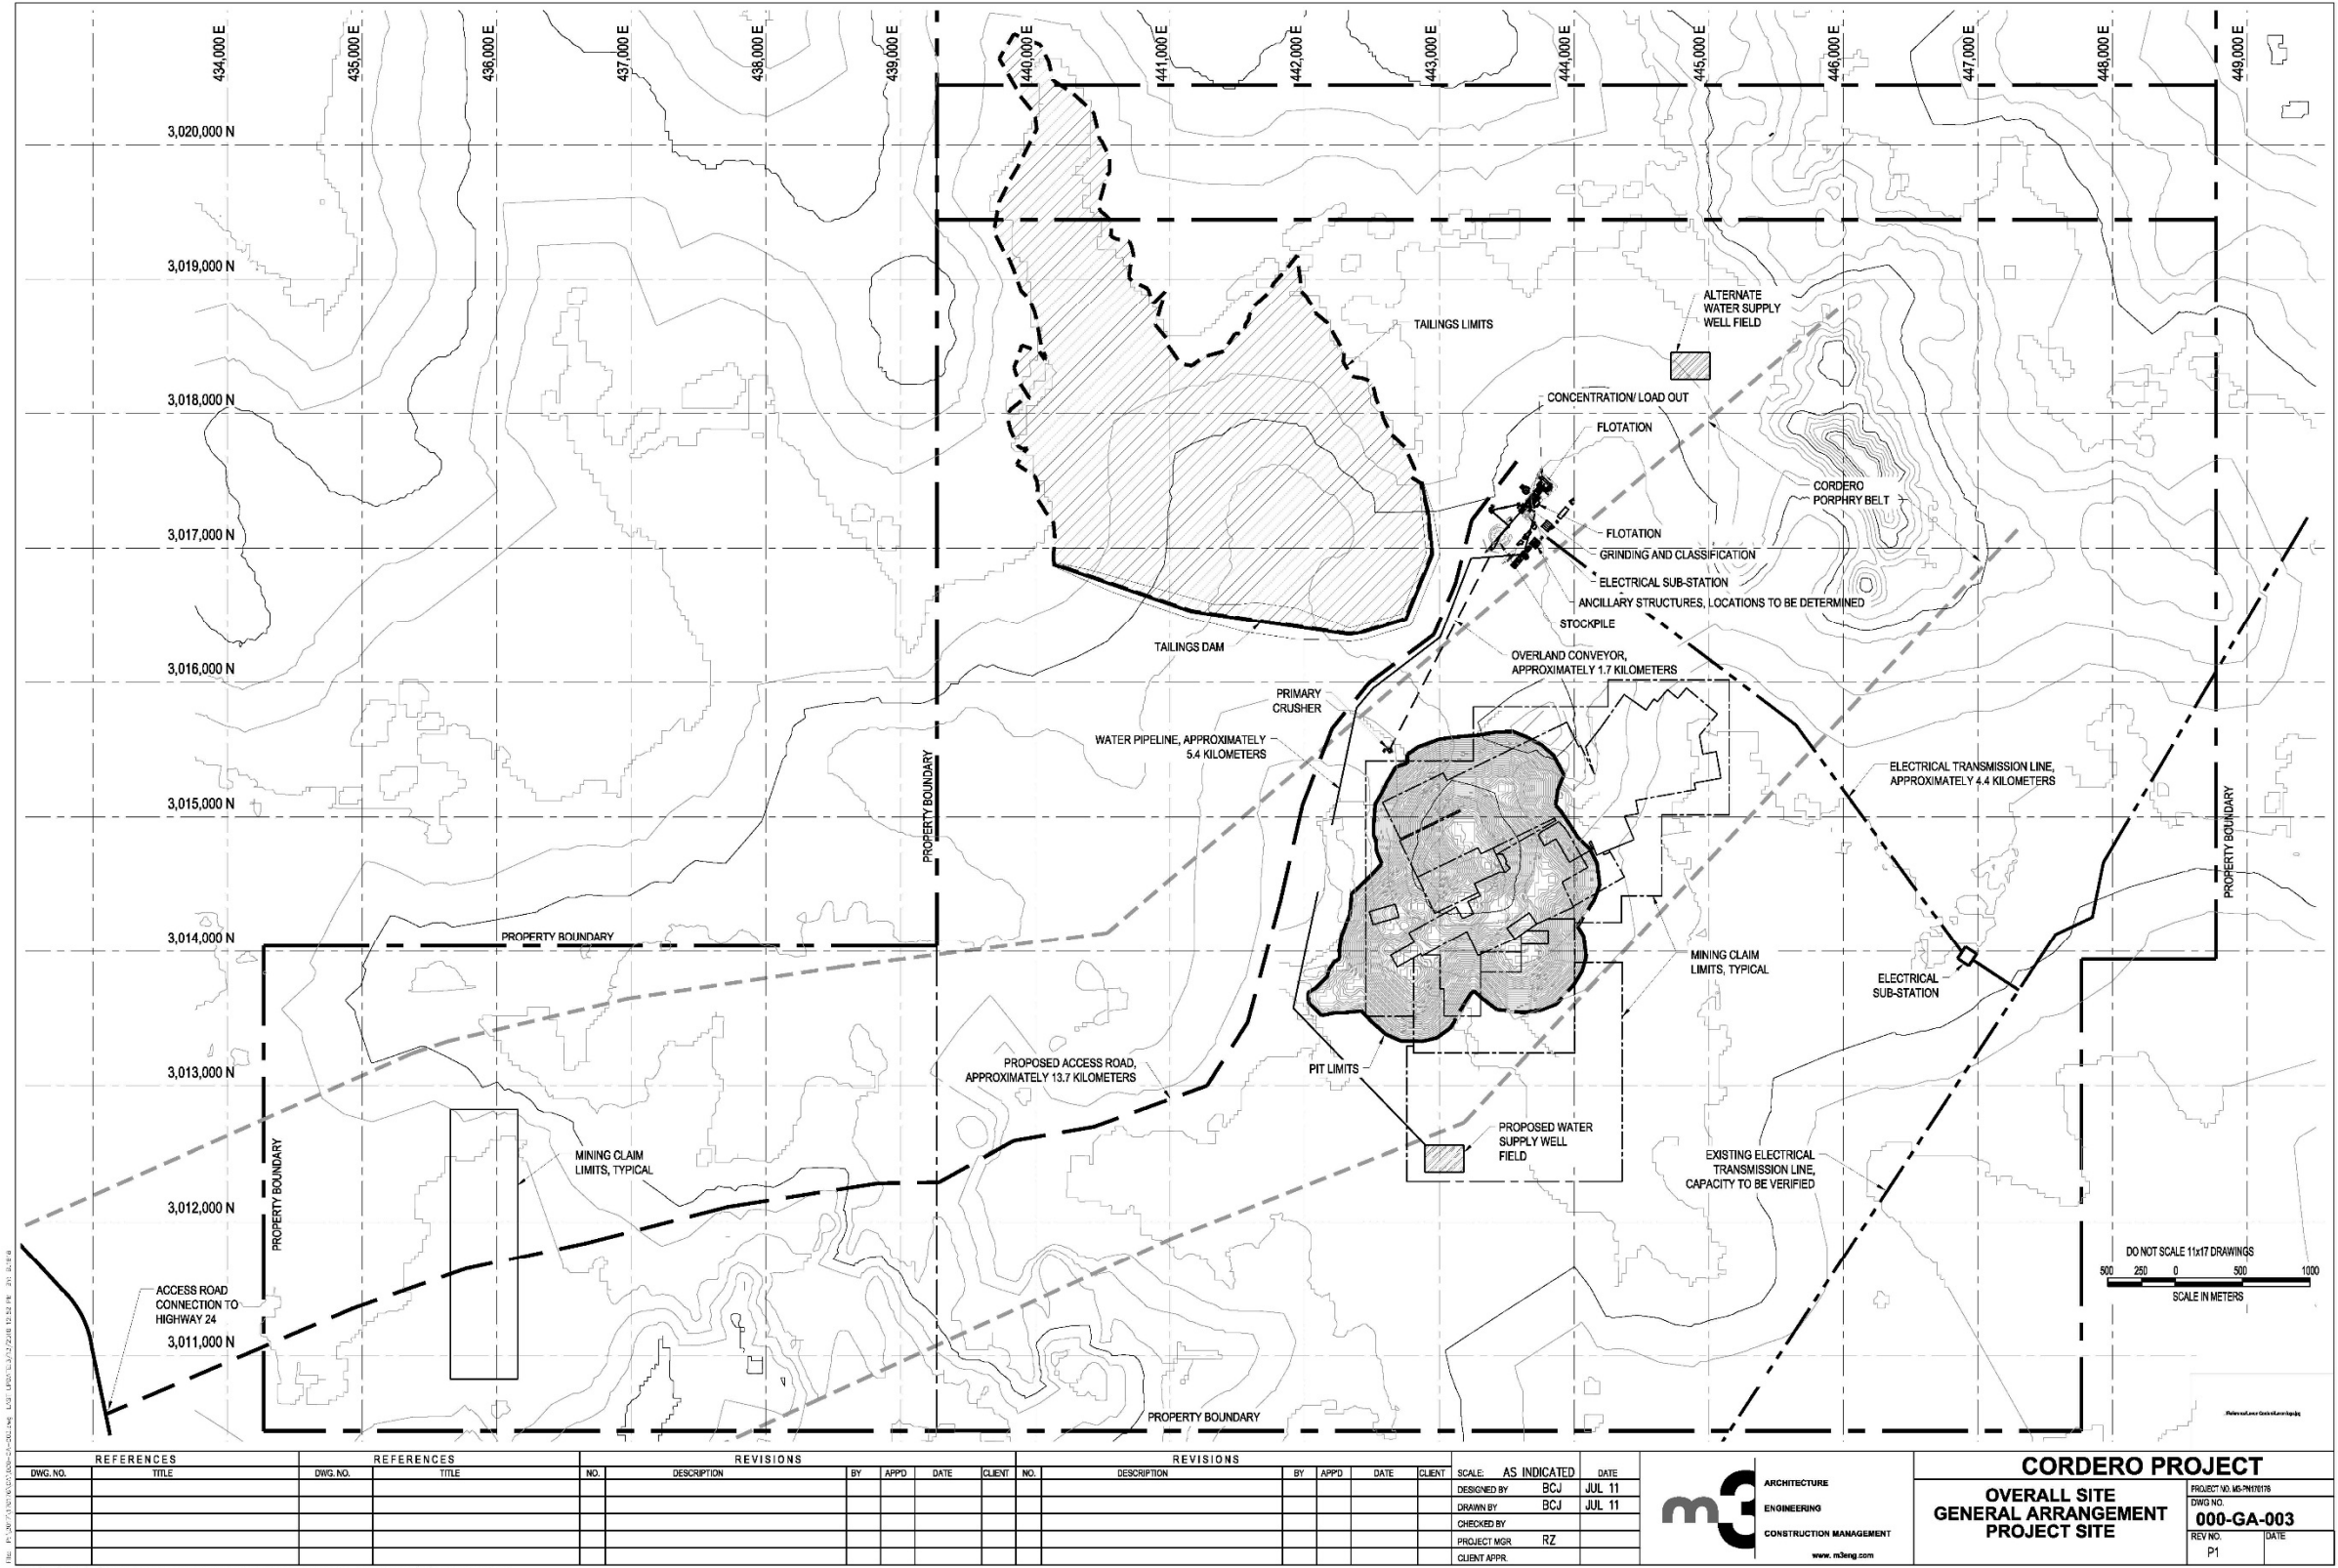 434,000 E
435,000 E
436,000 E
437,000 E
438,000 E
439,000 E
440,000 E
441,000 E
442,000 E
443,000 E
444,000 E
445,000 E
446,000 E
447,000 E
448,000 E
449,000 E
3,020,000 N
3,019,000 N
3,018,000 N
3,017,000 N
3,016,000 N
3,015,000 N
3,014,000 N
3,013,000 N
3,012,000 N
3,011,000 N
ALTERNATE
WATER SUPPLY
WELL FIELD
TAILINGS LIMITS
CONCENTRATION/ LOAD OUT
FLOTATION
CORDERO
PORPHRY BELT
FLOTATION
GRINDING AND CLASSIFICATION
ELECTRICAL SUB-STATION
ANCILLARY STRUCTURES, LOCATIONS TO BE DETERMINED
STOCKPILE
TAILINGS DAM
OVERLAND CONVEYOR,
APPROXIMATELY 1.7 KILOMETERS
PRIMARY
CRUSHER
WATER PIPELINE, APPROXIMATELY
5.4 KILOMETERS
ELECTRICAL TRANSMISSION LINE,
APPROXIMATELY 4.4 KILOMETERS
PROPERTY BOUNDARY
PROPERTY BOUNDARY
PROPERTY BOUNDARY
MINING CLAIM
LIMITS, TYPICAL
ELECTRICAL
SUB-STATION
PROPOSED ACCESS ROAD,
APPROXIMATELY 13.7 KILOMETERS
PIT LIMITS
PROPOSED WATER
SUPPLY WELL
FIELD
MINING CLAIM
LIMITS, TYPICAL
PROPERTY BOUNDARY
EXISTING ELECTRICAL
TRANSMISSION LINE,
CAPACITY TO BE VERIFIED
ACCESS ROAD
CONNECTION TO
HIGHWAY 24
DO NOT SCALE 11x17 DRAWINGS
500 250 0 500 1000
SCALE IN METERS
PROPERTY BOUNDARY
REFERENCES
DWG. NO. TITLE
REFERENCES
DWG. NO. TITLE
REVISIONS
NO. DESCRIPTION BY APP'D DATE CLIENT
REVISIONS
NO. DESCRIPTION BY APP'D DATE CLIENT
SCALE: AS INDICATED DATE
DESIGNED BY BCJ JUL 11
DRAWN BY BCJ JUL 11
CHECKED BY
PROJECT MGR RZ
CLIENT APPR.
m3
ARCHITECTURE
ENGINEERING
CONSTRUCTION MANAGEMENT
www. m3eng.com
CORDERO PROJECT
OVERALL SITE
GENERAL ARRANGEMENT
PROJECT SITE
PROJECT NO. M3-PN170176
DWG NO.
000-GA-003
REV NO. DATE
P1